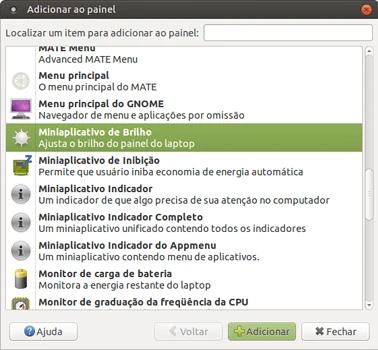 Adicionar ao painel
Localizar um item para adicionar ao painel:
MATE Menu
Advanced MATE Menu
Menu principal
O menu principal do MATE
Menu principal do GNOME
Navegador de menu e aplicações por omissão
Miniaplicativo de Brilho
Ajusta o brilho do painel do laptop
Miniaplicativo de Inibição
Permite que usuário iniba economia de energia automática
Miniaplicativo Indicador
Um indicador de que algo precisa de sua atenção no computador
Miniaplicativo Indicador Completo
Um miniaplicativo unificado contendo todos os indicadores
Miniaplicativo Indicador do Appmenu
Um miniaplicativo contendo menu de aplicativos.
Monitor de carga de bateria
Monitora a energia restante do laptop
Monitor de graduação da freqüência da CPU
Ajuda
Voltar
Adicionar
Fechar